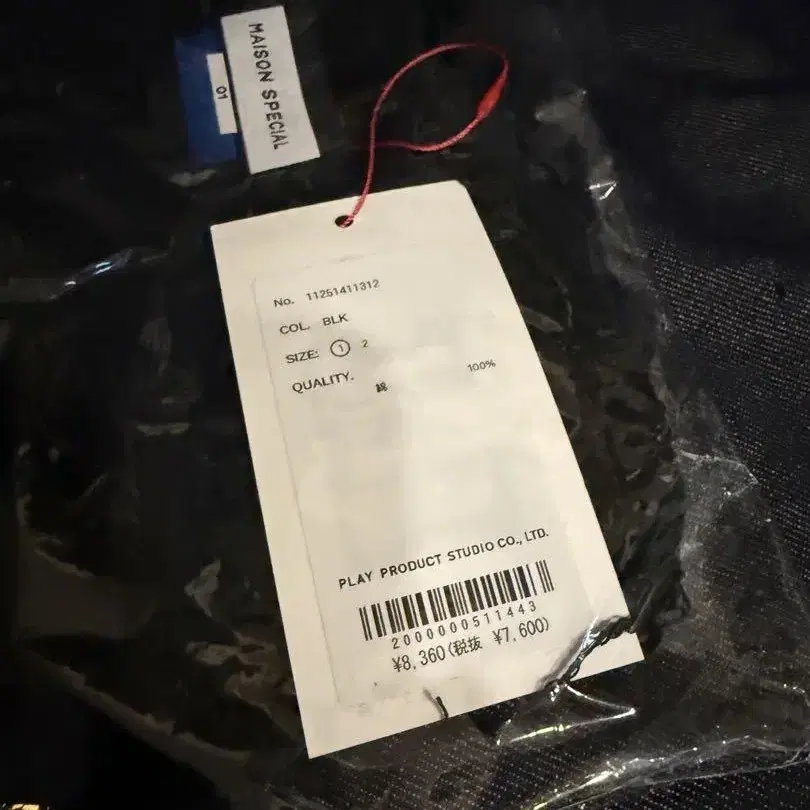 MAISON SPECIAL
01
No. 11251411312
COL. BLK
SIZE: 1 2
QUALITY.
綿 100%
PLAY PRODUCT STUDIO CO., LTD.
2000000511443
¥8,360(税抜 ¥7,600)